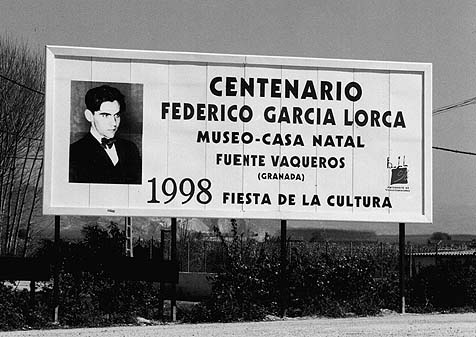 CENTENARIO
FEDERICO GARCIA LORCA
MUSEO-CASA NATAL
FUENTE VAQUEROS
(GRANADA)
1998 FIESTA DE LA CULTURA